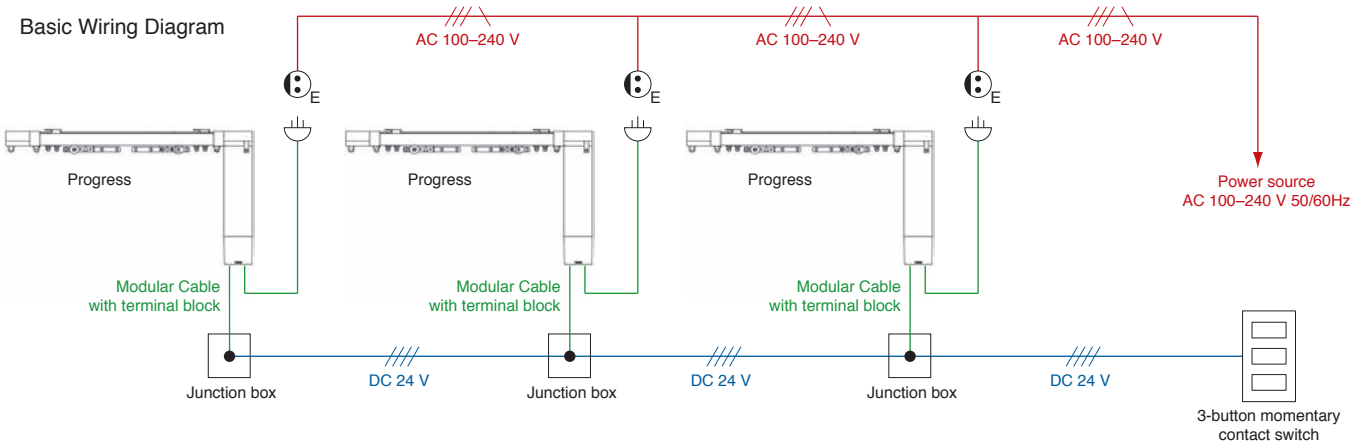 Basic Wiring Diagram
AC 100–240 V
AC 100–240 V
AC 100–240 V
E
E
E
Progress
Progress
Progress
Power source
AC 100–240 V 50/60Hz
Modular Cable
with terminal block
Modular Cable
with terminal block
Modular Cable
with terminal block
DC 24 V
DC 24 V
DC 24 V
Junction box
Junction box
Junction box
3-button momentary
contact switch